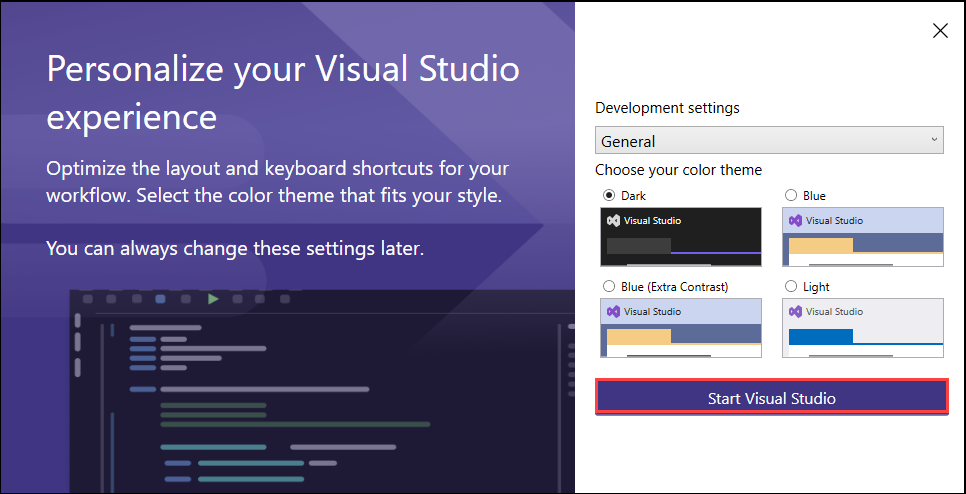 Personalize your Visual Studio
experience
Optimize the layout and keyboard shortcuts for your
workflow. Select the color theme that fits your style.
You can always change these settings later.
Development settings
General
Choose your color theme
Dark
Visual Studio
Blue
Visual Studio
Blue (Extra Contrast)
Visual Studio
Light
Visual Studio
Start Visual Studio